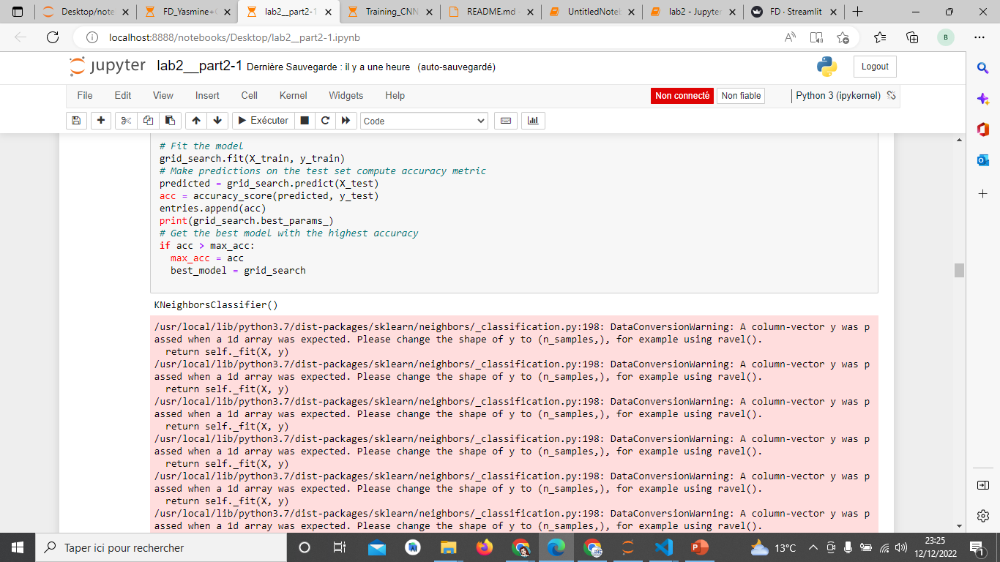 Desktop/note
FD_Yasmine+
lab2__part2-1
Training_CNN
README.md -
UntitledNoteb
lab2 - Jupyter
FD · Streamlit
localhost:8888/notebooks/Desktop/lab2__part2-1.ipynb
B
jupyter lab2__part2-1 Dernière Sauvegarde : il y a une heure (auto-sauvegardé)
Logout
File Edit View Insert Cell Kernel Widgets Help
Non connecté Non fiable Python 3 (ipykernel)
Exécuter Code
# Fit the model
grid_search.fit(X_train, y_train)
# Make predictions on the test set compute accuracy metric
predicted = grid_search.predict(X_test)
acc = accuracy_score(predicted, y_test)
entries.append(acc)
print(grid_search.best_params_)
# Get the best model with the highest accuracy
if acc > max_acc:
  max_acc = acc
  best_model = grid_search
KNeighborsClassifier()
/usr/local/lib/python3.7/dist-packages/sklearn/neighbors/_classification.py:198: DataConversionWarning: A column-vector y was p
assed when a 1d array was expected. Please change the shape of y to (n_samples,), for example using ravel().
  return self._fit(X, y)
/usr/local/lib/python3.7/dist-packages/sklearn/neighbors/_classification.py:198: DataConversionWarning: A column-vector y was p
assed when a 1d array was expected. Please change the shape of y to (n_samples,), for example using ravel().
  return self._fit(X, y)
/usr/local/lib/python3.7/dist-packages/sklearn/neighbors/_classification.py:198: DataConversionWarning: A column-vector y was p
assed when a 1d array was expected. Please change the shape of y to (n_samples,), for example using ravel().
  return self._fit(X, y)
/usr/local/lib/python3.7/dist-packages/sklearn/neighbors/_classification.py:198: DataConversionWarning: A column-vector y was p
assed when a 1d array was expected. Please change the shape of y to (n_samples,), for example using ravel().
  return self._fit(X, y)
/usr/local/lib/python3.7/dist-packages/sklearn/neighbors/_classification.py:198: DataConversionWarning: A column-vector y was p
assed when a 1d array was expected. Please change the shape of y to (n_samples,), for example using ravel().
  return self._fit(X, y)
/usr/local/lib/python3.7/dist-packages/sklearn/neighbors/_classification.py:198: DataConversionWarning: A column-vector y was p
assed when a 1d array was expected. Please change the shape of y to (n_samples,), for example using ravel().
Taper ici pour rechercher
13°C
23:25
12/12/2022
1